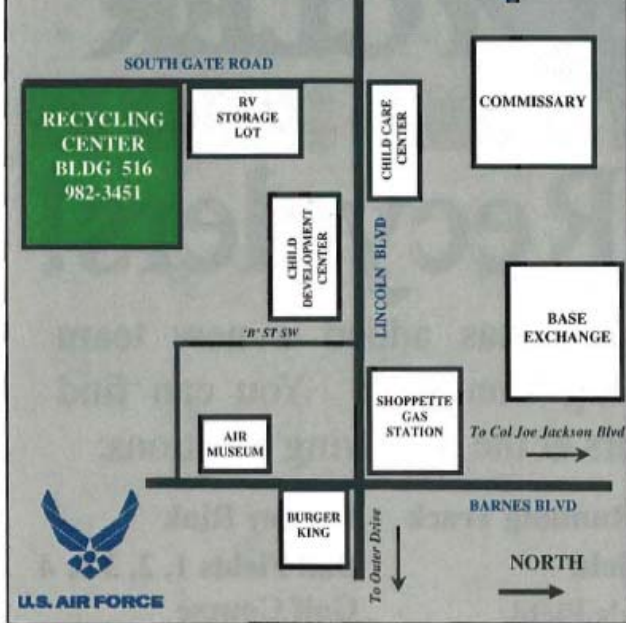 SOUTH GATE ROAD
RECYCLING
CENTER
BLDG 516
982-3451
RV
STORAGE
LOT
CHILD CARE
CENTER
COMMISSARY
CHILD
DEVELOPMENT
CENTER
LINCOLN BLVD
BASE
EXCHANGE
'B' ST SW
SHOPPETTE
GAS
STATION
To Col Joe Jackson Blvd
AIR
MUSEUM
BURGER
KING
BARNES BLVD
To Outer Drive
NORTH
U.S. AIR FORCE